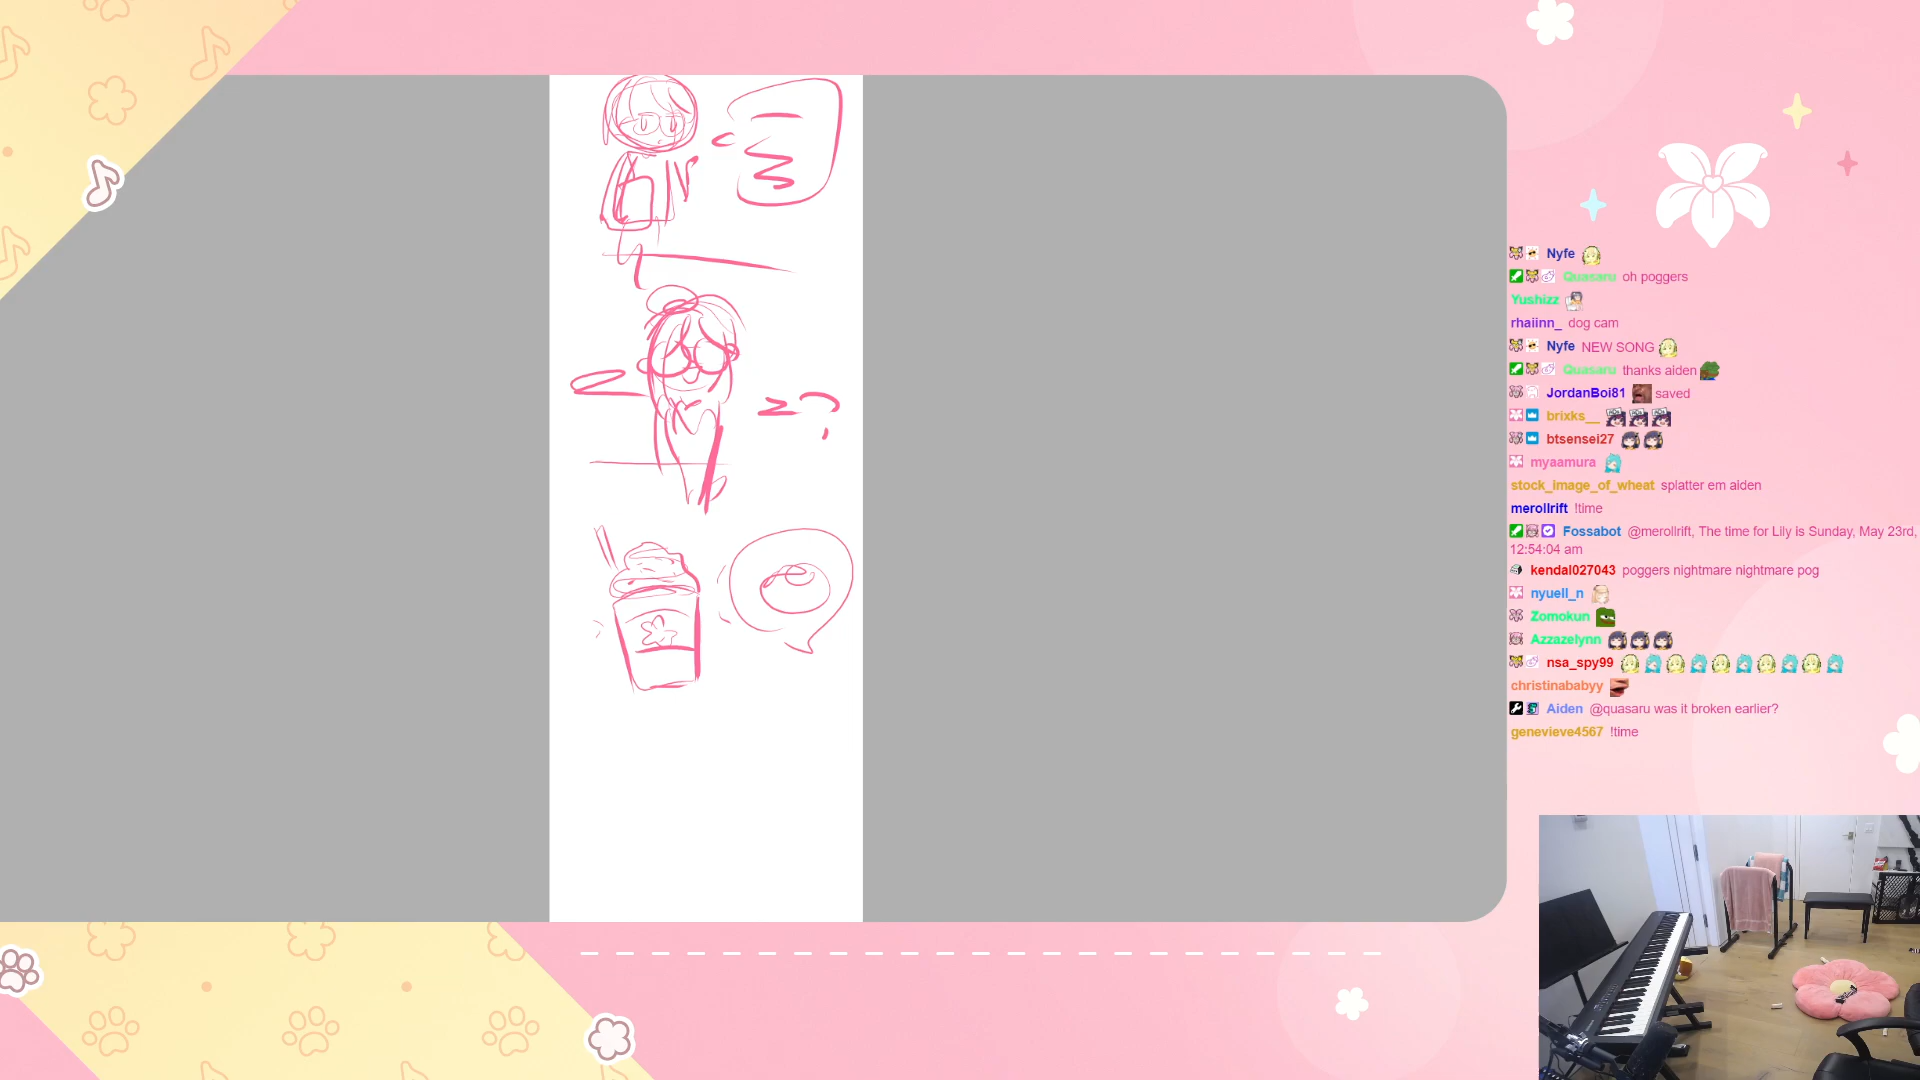 Nyfe
Quasaru oh poggers
Yushizz
rhaiinn_ dog cam
Nyfe NEW SONG
Quasaru thanks aiden
JordanBoi81 saved
brixks__
btsensei27
myaamura
stock_image_of_wheat splatter em aiden
merollrift !time
Fossabot @merollrift, The time for Lily is Sunday, May 23rd,
12:54:04 am
kendal027043 poggers nightmare nightmare pog
nyuell_n
Zomokun
Azzazelynn
nsa_spy99
christinababyy
Aiden @quasaru was it broken earlier?
genevieve4567 !time